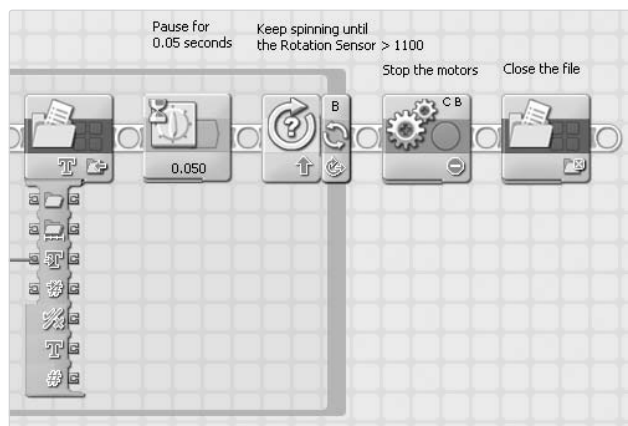 Pause for
0.05 seconds
Keep spinning until
the Rotation Sensor > 1100
Stop the motors
Close the file
B
C B
T
0.050
T
#
T
#